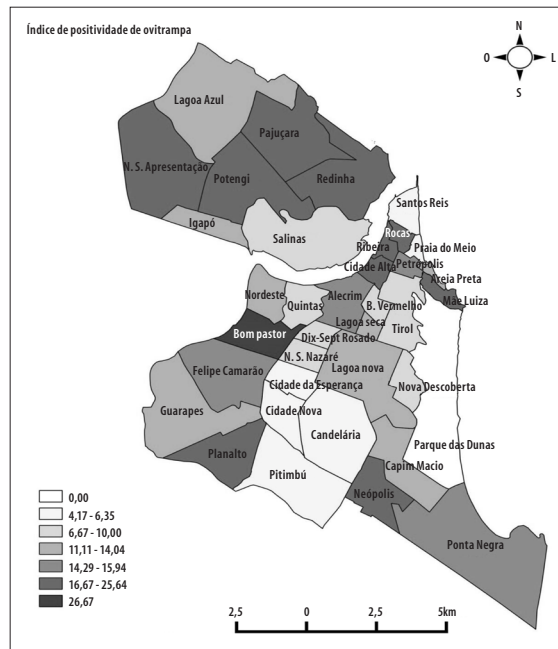 Índice de positividade de ovitrampa
N
O
L
S
Lagoa Azul
Pajuçara
N. S. Apresentação
Potengi
Redinha
Igapó
Salinas
Santos Reis
Rocas
Ribeira
Praia do Meio
Cidade Alta
Petrópolis
Areia Preta
Mãe Luiza
Nordeste
Quintas
Alecrim
B. Vermelho
Lagoa seca
Tirol
Bom pastor
Dix-Sept Rosado
N. S. Nazaré
Lagoa nova
Felipe Camarão
Cidade da Esperança
Nova Descoberta
Guarapes
Cidade Nova
Candelária
Parque das Dunas
Planalto
Capim Macio
Pitimbú
Neópolis
Ponta Negra
0,00
4,17 - 6,35
6,67 - 10,00
11,11 - 14,04
14,29 - 15,94
16,67 - 25,64
26,67
2,5 0 2,5 5km